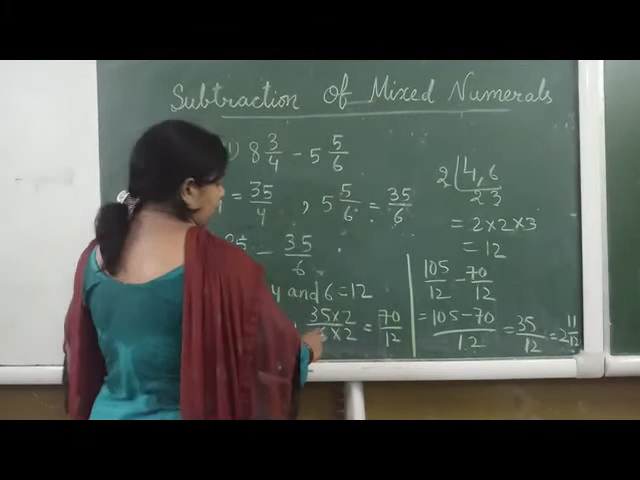 Subtraction Of Mixed Numerals
1) 8 3/4 - 5 5/6
= 35/4 , 5 5/6 = 35/6
35/ - 35/6
4 and 6 = 12
35×2/6×2 = 70/12
2 | 4, 6
2 3
= 2×2×3
= 12
105/12 - 70/12
= 105-70/12 = 35/12 = 2 11/12